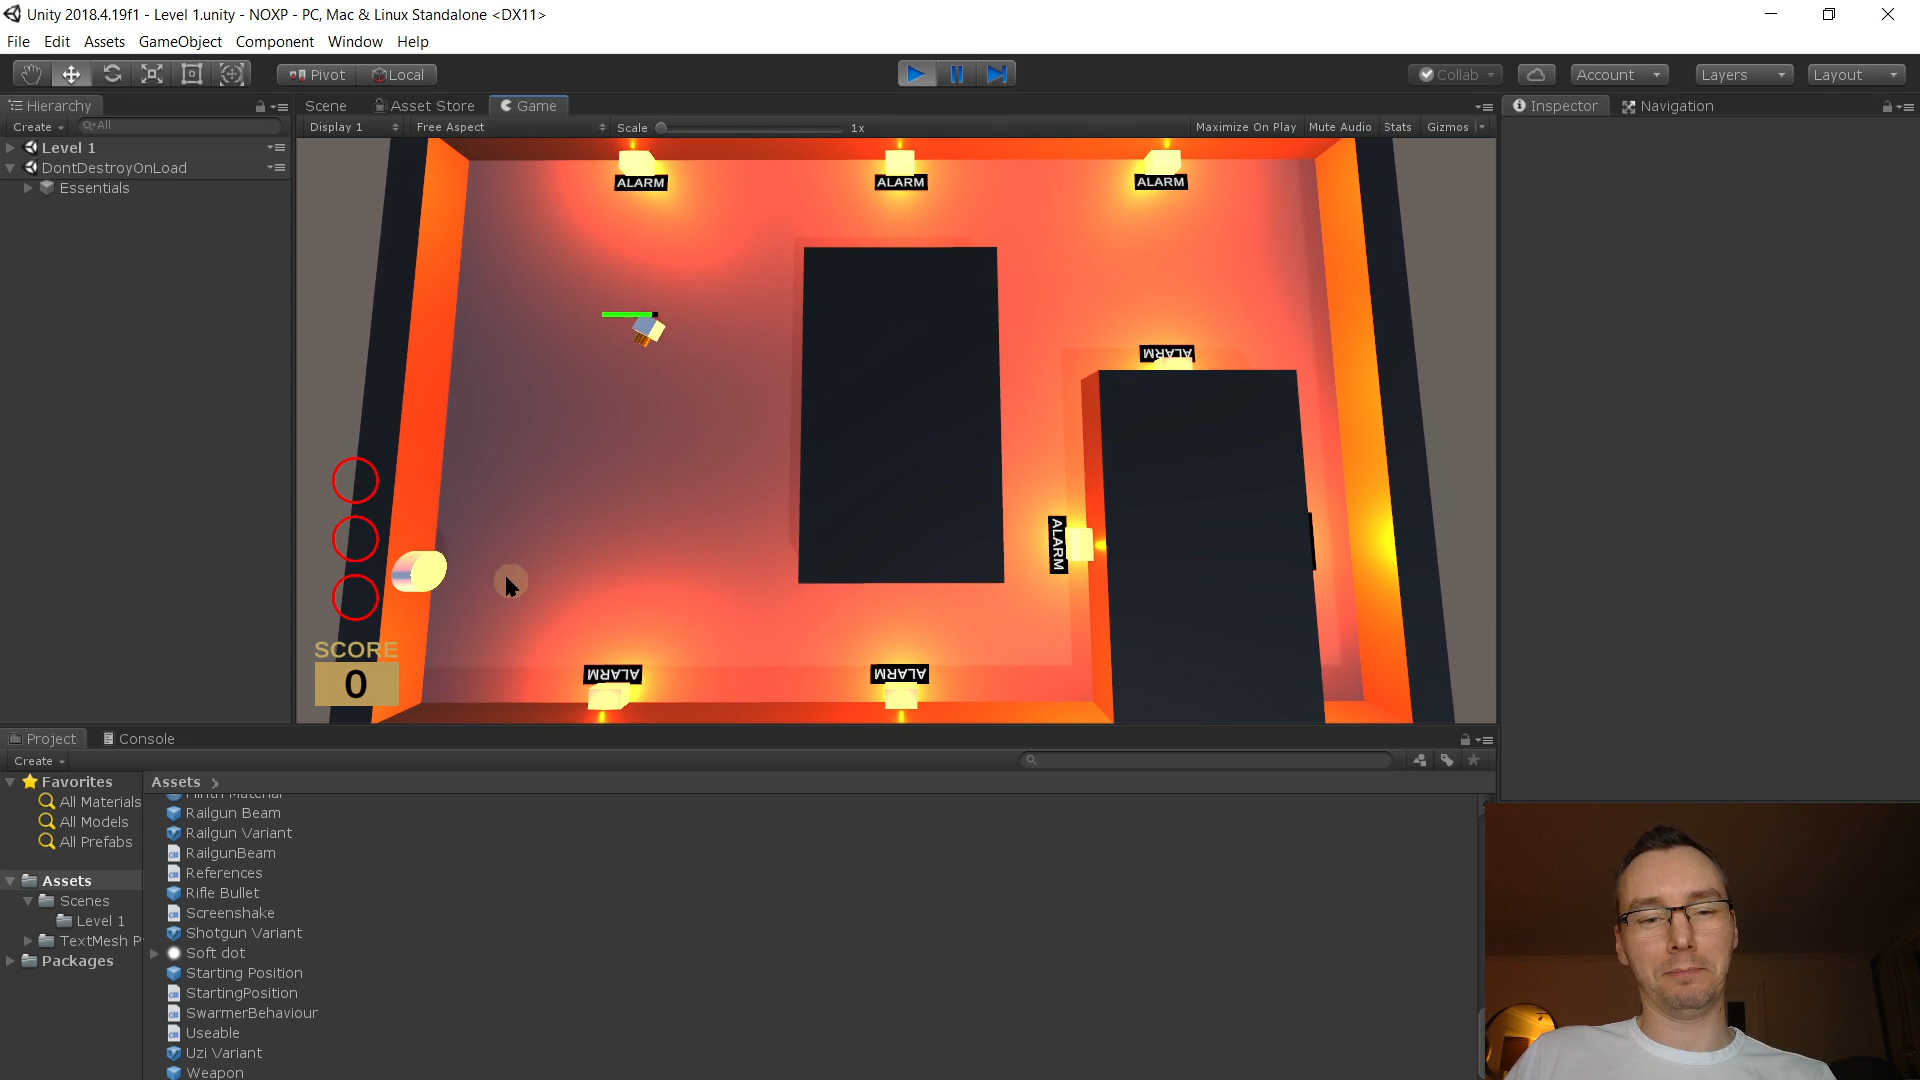 Unity 2018.4.19f1 - Level 1.unity - NOXP - PC, Mac & Linux Standalone <DX11>
File Edit Assets GameObject Component Window Help
Pivot Local Collab Account Layers Layout
Hierarchy Scene Asset Store Game Inspector Navigation
Create All Display 1 Free Aspect Scale 1x Maximize On Play Mute Audio Stats Gizmos
Level 1
DontDestroyOnLoad
Essentials
ALARM ALARM ALARM
ALARM
ALARM
SCORE
0
ALARM ALARM
Project Console
Create
Favorites Assets
All Materials
All Models
All Prefabs
Assets
Scenes
Level 1
TextMesh P
Packages
Railgun Beam
Railgun Variant
RailgunBeam
References
Rifle Bullet
Screenshake
Shotgun Variant
Soft dot
Starting Position
StartingPosition
SwarmerBehaviour
Useable
Uzi Variant
Weapon